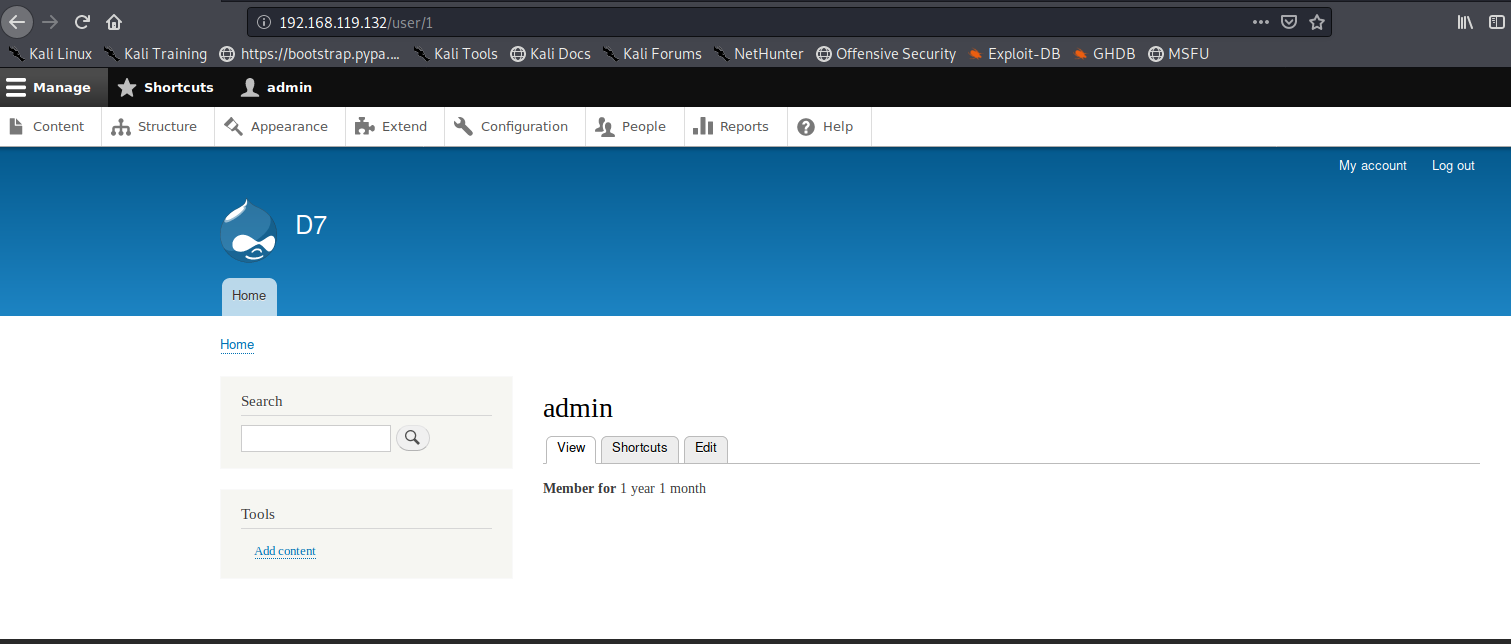 192.168.119.132/user/1
Kali Linux Kali Training https://bootstrap.pypa.... Kali Tools Kali Docs Kali Forums NetHunter Offensive Security Exploit-DB GHDB MSFU
Manage Shortcuts admin
Content Structure Appearance Extend Configuration People Reports Help
My account Log out
D7
Home
Home
Search
admin
View Shortcuts Edit
Member for 1 year 1 month
Tools
Add content